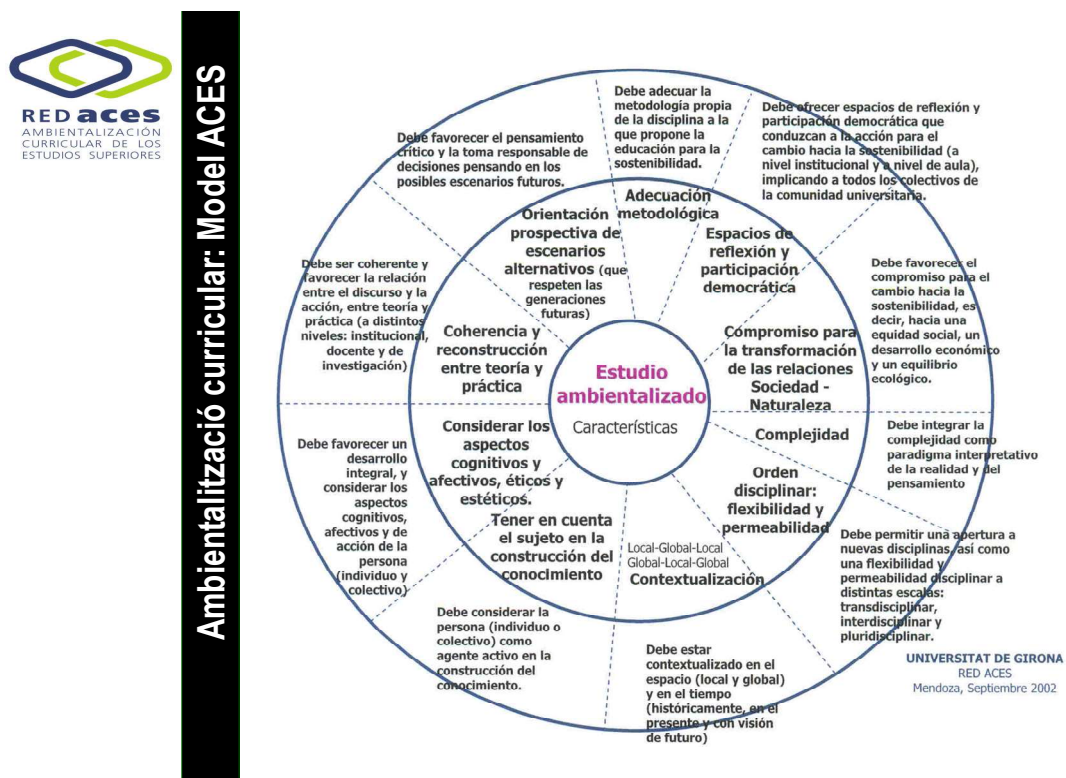 RED aces
AMBIENTALIZACIÓN
CURRICULAR DE LOS
ESTUDIOS SUPERIORES
Ambientalització curricular: Model ACES
Debe adecuar la
metodología propia
de la disciplina a la
que propone la
educación para la
sostenibilidad.
Debe ofrecer espacios de reflexión y
participación democrática que
conduzcan a la acción para el
cambio hacia la sostenibilidad (a
nivel institucional y a nivel de aula),
implicando a todos los colectivos de
la comunidad universitaria.
Debe favorecer el
compromiso para el
cambio hacia la
sostenibilidad, es
decir, hacia una
equidad social, un
desarrollo económico
y un equilibrio
ecológico.
Debe integrar la
complejidad como
paradigma interpretativo
de la realidad y del
pensamiento
Debe permitir una apertura a
nuevas disciplinas, así como
una flexibilidad y
permeabilidad disciplinar a
distintas escalas:
transdisciplinar,
interdisciplinar y
pluridisciplinar.
Debe estar
contextualizado en el
espacio (local y global)
y en el tiempo
(históricamente, en el
presente y con visión
de futuro)
Debe considerar la
persona (individuo o
colectivo) como
agente activo en la
construcción del
conocimiento.
Debe favorecer un
desarrollo
integral, y
considerar los
aspectos
cognitivos,
afectivos y de
acción de la
persona
(individuo y
colectivo)
Debe ser coherente y
favorecer la relación
entre el discurso y la
acción, entre teoría y
práctica (a distintos
niveles: institucional,
docente y de
investigación)
Debe favorecer el pensamiento
crítico y la toma responsable de
decisiones pensando en los
posibles escenarios futuros.
Adecuación
metodológica
Espacios de
reflexión y
participación
democrática
Compromiso para
la transformación
de las relaciones
Sociedad -
Naturaleza
Complejidad
Orden
disciplinar:
flexibilidad y
permeabilidad
Local-Global-Local
Global-Local-Global
Contextualización
Tener en cuenta
el sujeto en la
construcción del
conocimiento
Considerar los
aspectos
cognitivos y
afectivos, éticos y
estéticos.
Coherencia y
reconstrucción
entre teoría y
práctica
Orientación
prospectiva de
escenarios
alternativos (que
respeten las
generaciones
futuras)
Estudio
ambientalizado
Características
UNIVERSITAT DE GIRONA
RED ACES
Mendoza, Septiembre 2002